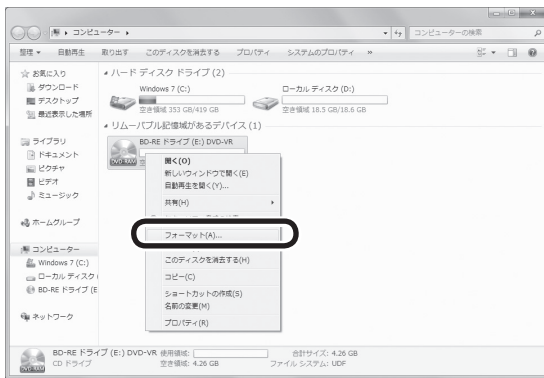 コンピューター
コンピューターの検索
整理 自動再生 取り出す このディスクを消去する プロパティ システムのプロパティ »
お気に入り
ダウンロード
デスクトップ
最近表示した場所
ライブラリ
ドキュメント
ピクチャ
ビデオ
ミュージック
ホームグループ
コンピューター
Windows 7 (C:)
ローカル ディスク (
BD-RE ドライブ (E
ネットワーク
ハード ディスク ドライブ (2)
Windows 7 (C:)
空き領域 353 GB/419 GB
ローカル ディスク (D:)
空き領域 18.5 GB/18.6 GB
リムーバブル記憶域があるデバイス (1)
BD-RE ドライブ (E:) DVD-VR
DVD-RAM
開く(O)
新しいウィンドウで開く(E)
自動再生を開く(Y)...
共有(H)
フォーマット(A)...
このディスクを消去する(H)
コピー(C)
ショートカットの作成(S)
名前の変更(M)
プロパティ(R)
BD-RE ドライブ (E:) DVD-VR 使用領域: 合計サイズ: 4.26 GB
CD ドライブ 空き領域: 4.26 GB ファイル システム: UDF
DVD-RAM